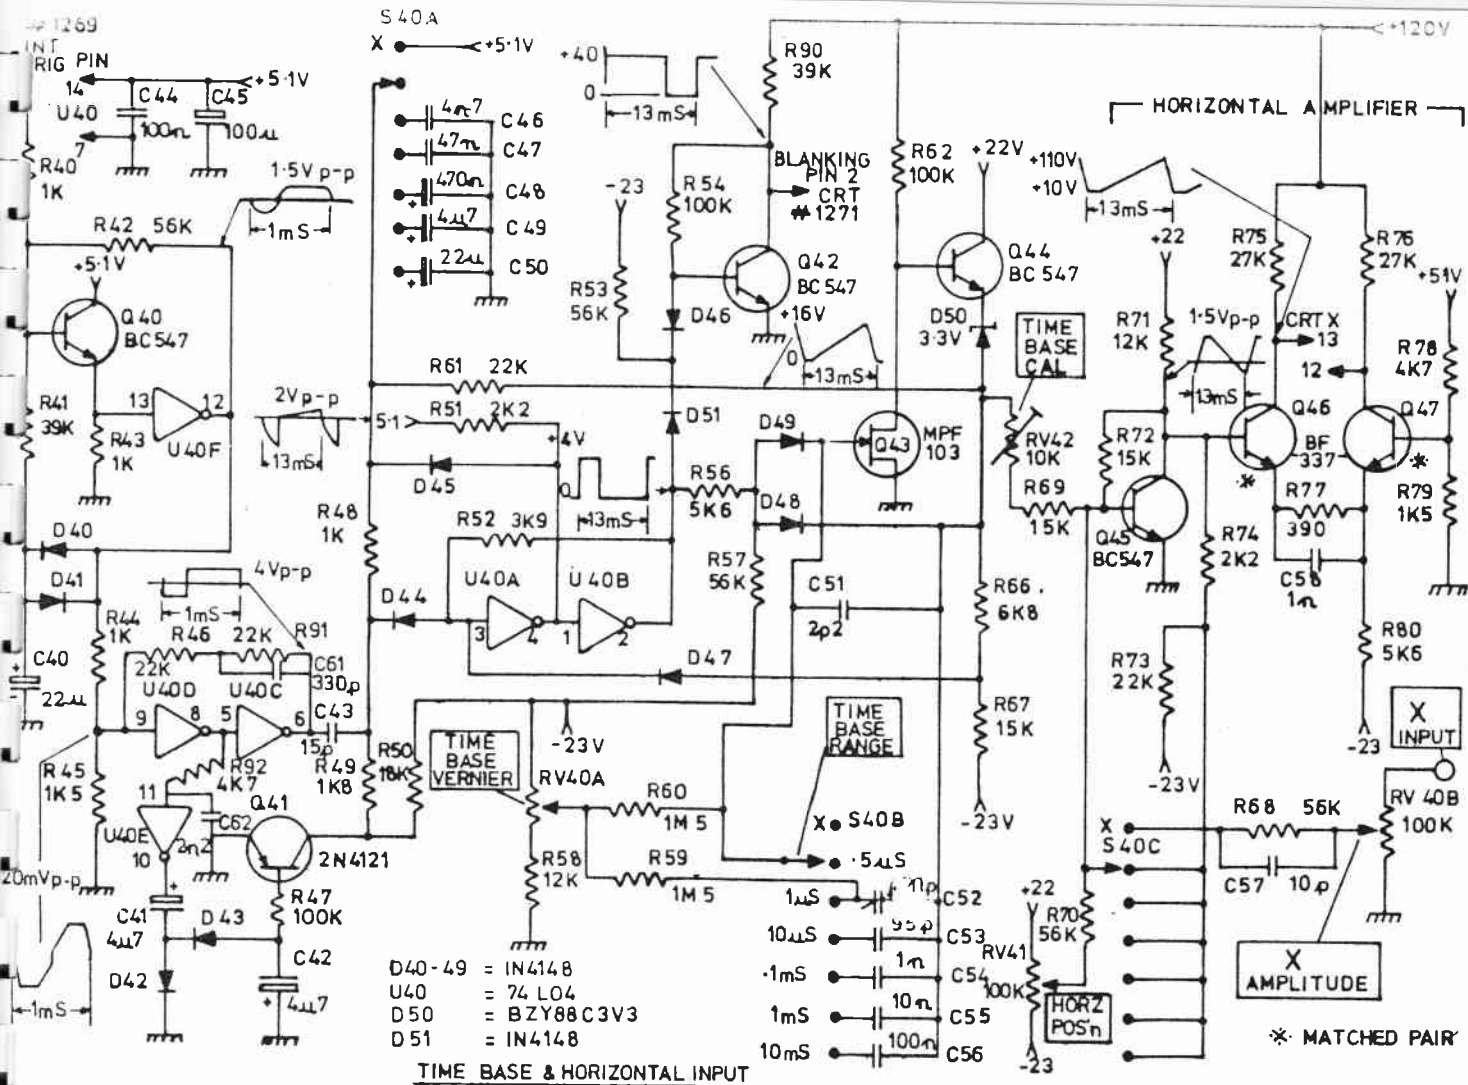 1269
INT
TRIG
PIN
14
U40
7
+5·1V
C44
100n
C45
100u
R40
1K
1·5V p-p
1mS
R42 56K
+5·1V
Q40
BC547
R41
39K
R43
1K
13
12
U40F
2V p-p
13mS
D40
D41
4V p-p
1mS
R44
1K
C40
22u
R46
22K
22K
R91
C61
330p
U40D
U40C
9
8
5
6
C43
15p
R45
1K5
R92
4K7
11
U40E
10
C62
2n2
Q41
2N4121
20mV p-p
1mS
C41
4u7
D43
D42
R47
100K
C42
4u7
S40A
X
+5·1V
4n7
C46
47n
C47
470n
C48
4u7
C49
22u
C50
+40
0
13mS
R90
39K
+120V
BLANKING
PIN 2
CRT
#1271
-23
R53
56K
R54
100K
D46
Q42
BC547
R62
100K
+22V
Q44
BC547
D50
3·3V
+16V
0
13mS
R61 22K
5·1
R51 2K2
D45
+4V
0
13mS
D51
R48
1K
R52 3K9
U40A
U40B
3
4
1
2
D44
D47
R56
5K6
R57
56K
D49
D48
Q43
MPF
103
C51
2p2
TIME
BASE
CAL
RV42
10K
R69
15K
R66
6K8
R67
15K
-23V
R49
1K8
R50
18K
TIME
BASE
VERNIER
RV40A
-23V
R58
12K
R60
1M5
R59
1M5
TIME
BASE
RANGE
X
S40B
·5uS
1uS
C52
10uS
95p
C53
·1mS
1n
C54
1mS
10n
C55
10mS
100n
C56
D40-49 = IN4148
U40 = 74L04
D50 = BZY88C3V3
D51 = IN4148
TIME BASE & HORIZONTAL INPUT
HORIZONTAL AMPLIFIER
+110V
+10V
13mS
+22
R71
12K
R72
15K
Q45
BC547
1·5Vp-p
13mS
R75
27K
R76
27K
CRT X
13
12
Q46
BF
337
Q47
※
※
+51V
R78
4K7
R79
1K5
R77
390
C58
1n
R74
2K2
R73
22K
-23V
R80
5K6
-23
X
INPUT
RV 40B
100K
R68 56K
C57
10p
X
S40C
X
AMPLITUDE
+22
RV41
100K
R70
56K
HORZ
POS'n
-23
※ MATCHED PAIR